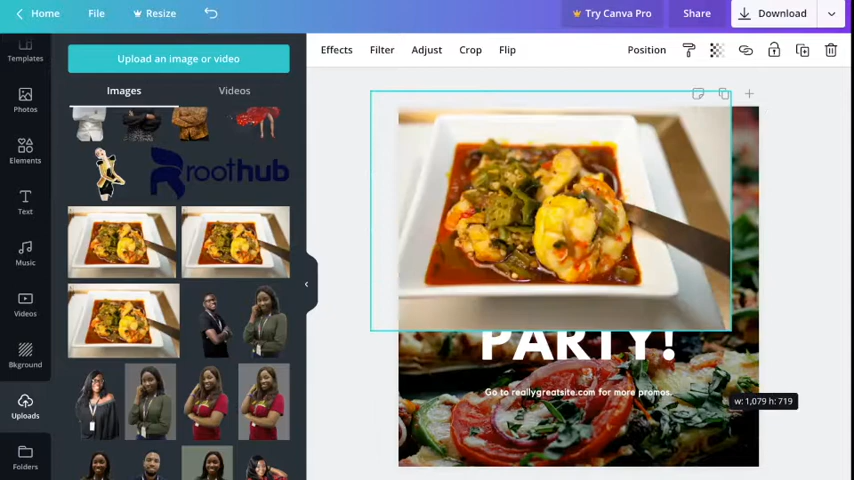 Home File Resize Try Canva Pro Share Download
Templates
Photos
Elements
Text
Music
Videos
Bkground
Uploads
Folders
Upload an image or video
Images Videos
roothub
Effects Filter Adjust Crop Flip Position
PARTY!
Go to reallygreatsite.com for more promos.
w: 1,079 h: 719